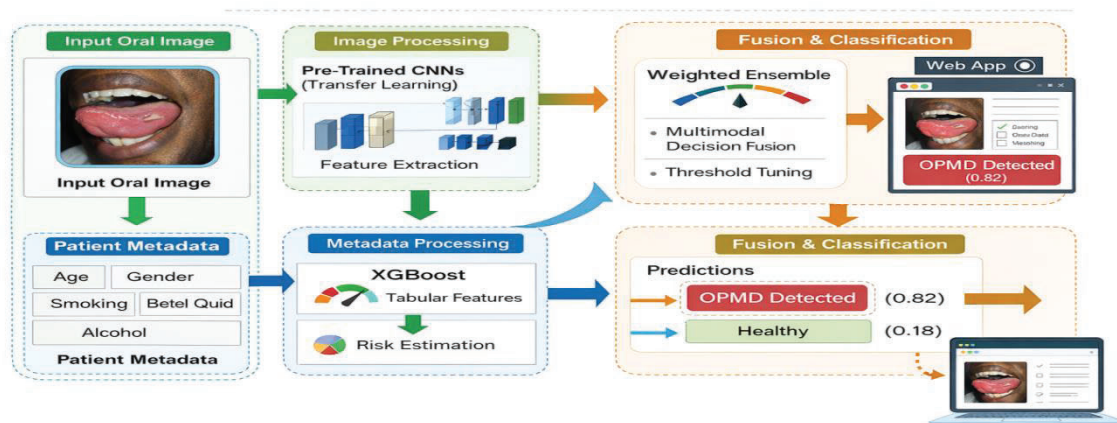 Input Oral Image
Input Oral Image
Patient Metadata
Age
Gender
Smoking
Betel Quid
Alcohol
Patient Metadata
Image Processing
Pre-Trained CNNs
(Transfer Learning)
Feature Extraction
Metadata Processing
XGBoost
Tabular Features
Risk Estimation
Fusion & Classification
Weighted Ensemble
• Multimodal
Decision Fusion
• Threshold Tuning
Web App
OPMD Detected
(0.82)
Fusion & Classification
Predictions
OPMD Detected (0.82)
Healthy (0.18)